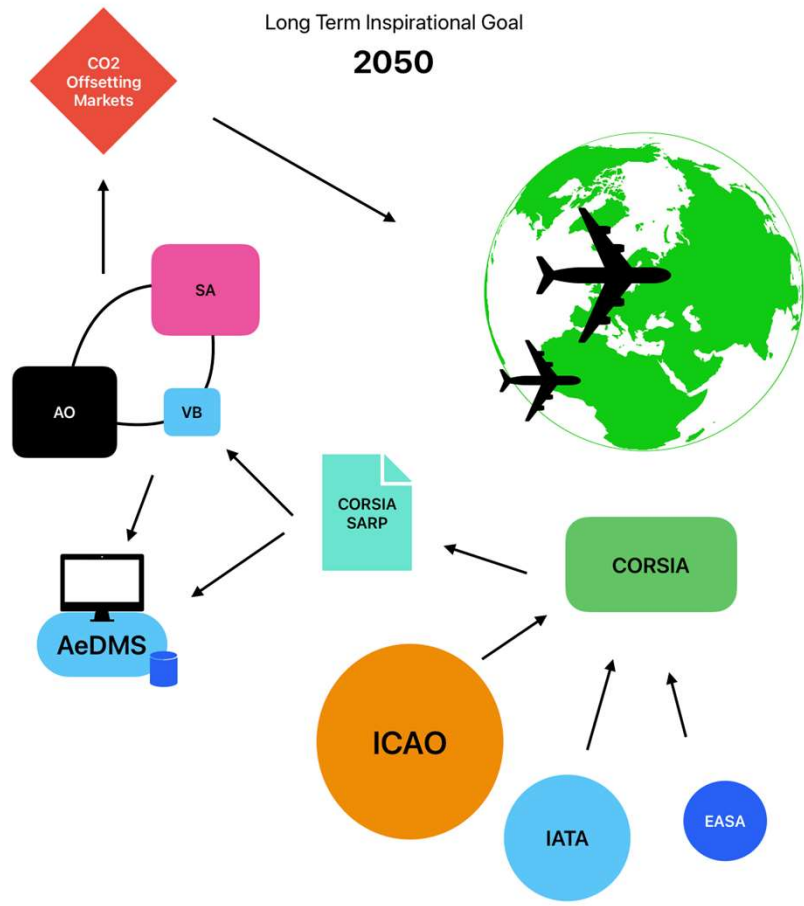 Long Term Inspirational Goal
2050
CO2
Offsetting
Markets
SA
AO
VB
CORSIA
SARP
CORSIA
AeDMS
ICAO
IATA
EASA